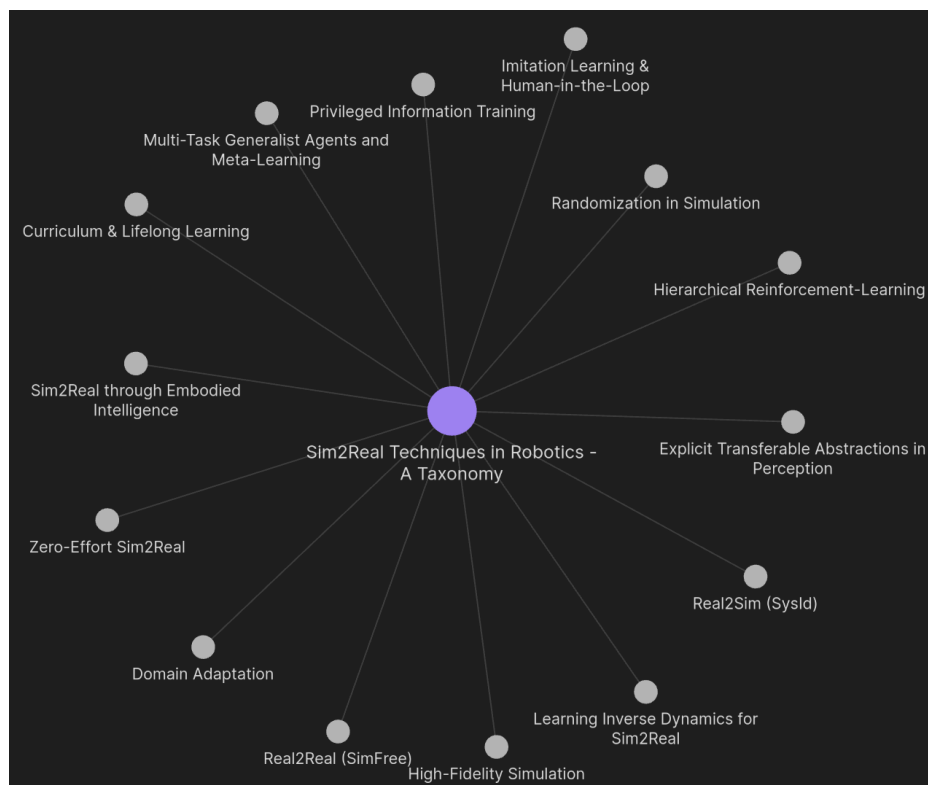 Imitation Learning &
Human-in-the-Loop
Privileged Information Training
Multi-Task Generalist Agents and
Meta-Learning
Randomization in Simulation
Curriculum & Lifelong Learning
Hierarchical Reinforcement-Learning
Sim2Real through Embodied
Intelligence
Sim2Real Techniques in Robotics -
A Taxonomy
Explicit Transferable Abstractions in
Perception
Zero-Effort Sim2Real
Real2Sim (SysId)
Domain Adaptation
Learning Inverse Dynamics for
Sim2Real
Real2Real (SimFree)
High-Fidelity Simulation